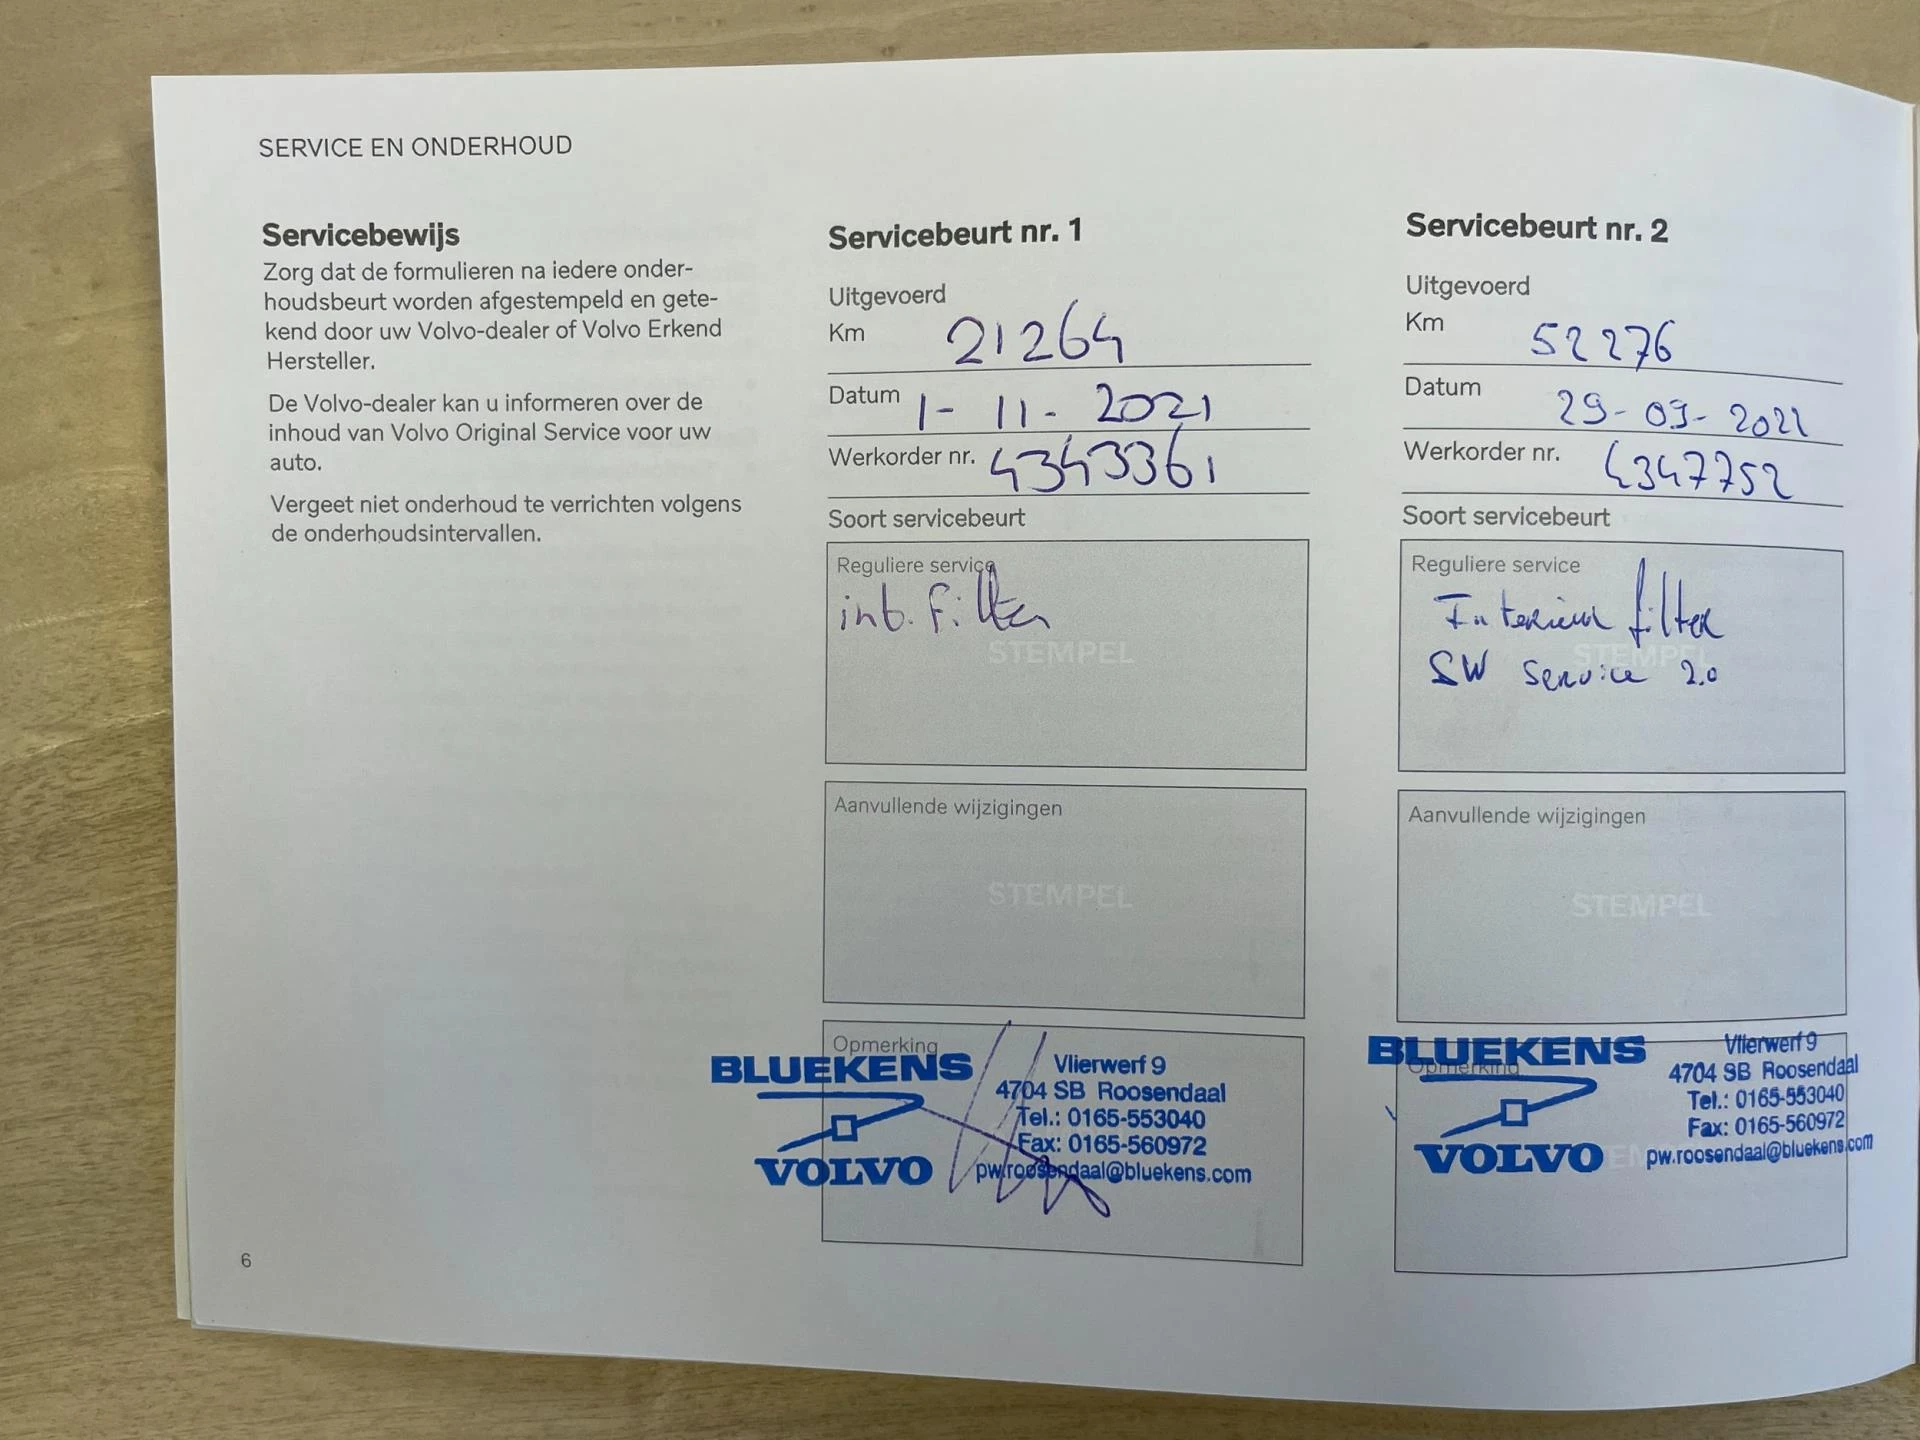 SERVICE EN ONDERHOUD
Servicebewijs
Zorg dat de formulieren na iedere onder-
houdsbeurt worden afgestempeld en gete-
kend door uw Volvo-dealer of Volvo Erkend
Hersteller.
De Volvo-dealer kan u informeren over de
inhoud van Volvo Original Service voor uw
auto.
Vergeet niet onderhoud te verrichten volgens
de onderhoudsintervallen.
6
Servicebeurt nr. 1
Uitgevoerd
Km 21264
Datum 1-11-2021
Werkorder nr. 4343361
Soort servicebeurt
Reguliere service
int. filter
STEMPEL
Aanvullende wijzigingen
STEMPEL
Opmerking
BLUEKENS
VOLVO
Vlierwerf 9
4704 SB Roosendaal
Tel.: 0165-553040
Fax: 0165-560972
pw.roosendaal@bluekens.com
Servicebeurt nr. 2
Uitgevoerd
Km 52276
Datum 29-09-
Werkorder nr. 4347752
Soort servicebeurt
Reguliere service
Interieur filter
STEMPEL
SW Service 2.0
Aanvullende wijzigingen
STEMPEL
Opmerking
BLUEKENS
VOLVO
Vlierwerf 9
4704 SB Roosendaal
Tel.: 0165-553040
Fax: 0165-560972
pw.roosendaal@bluekens.com